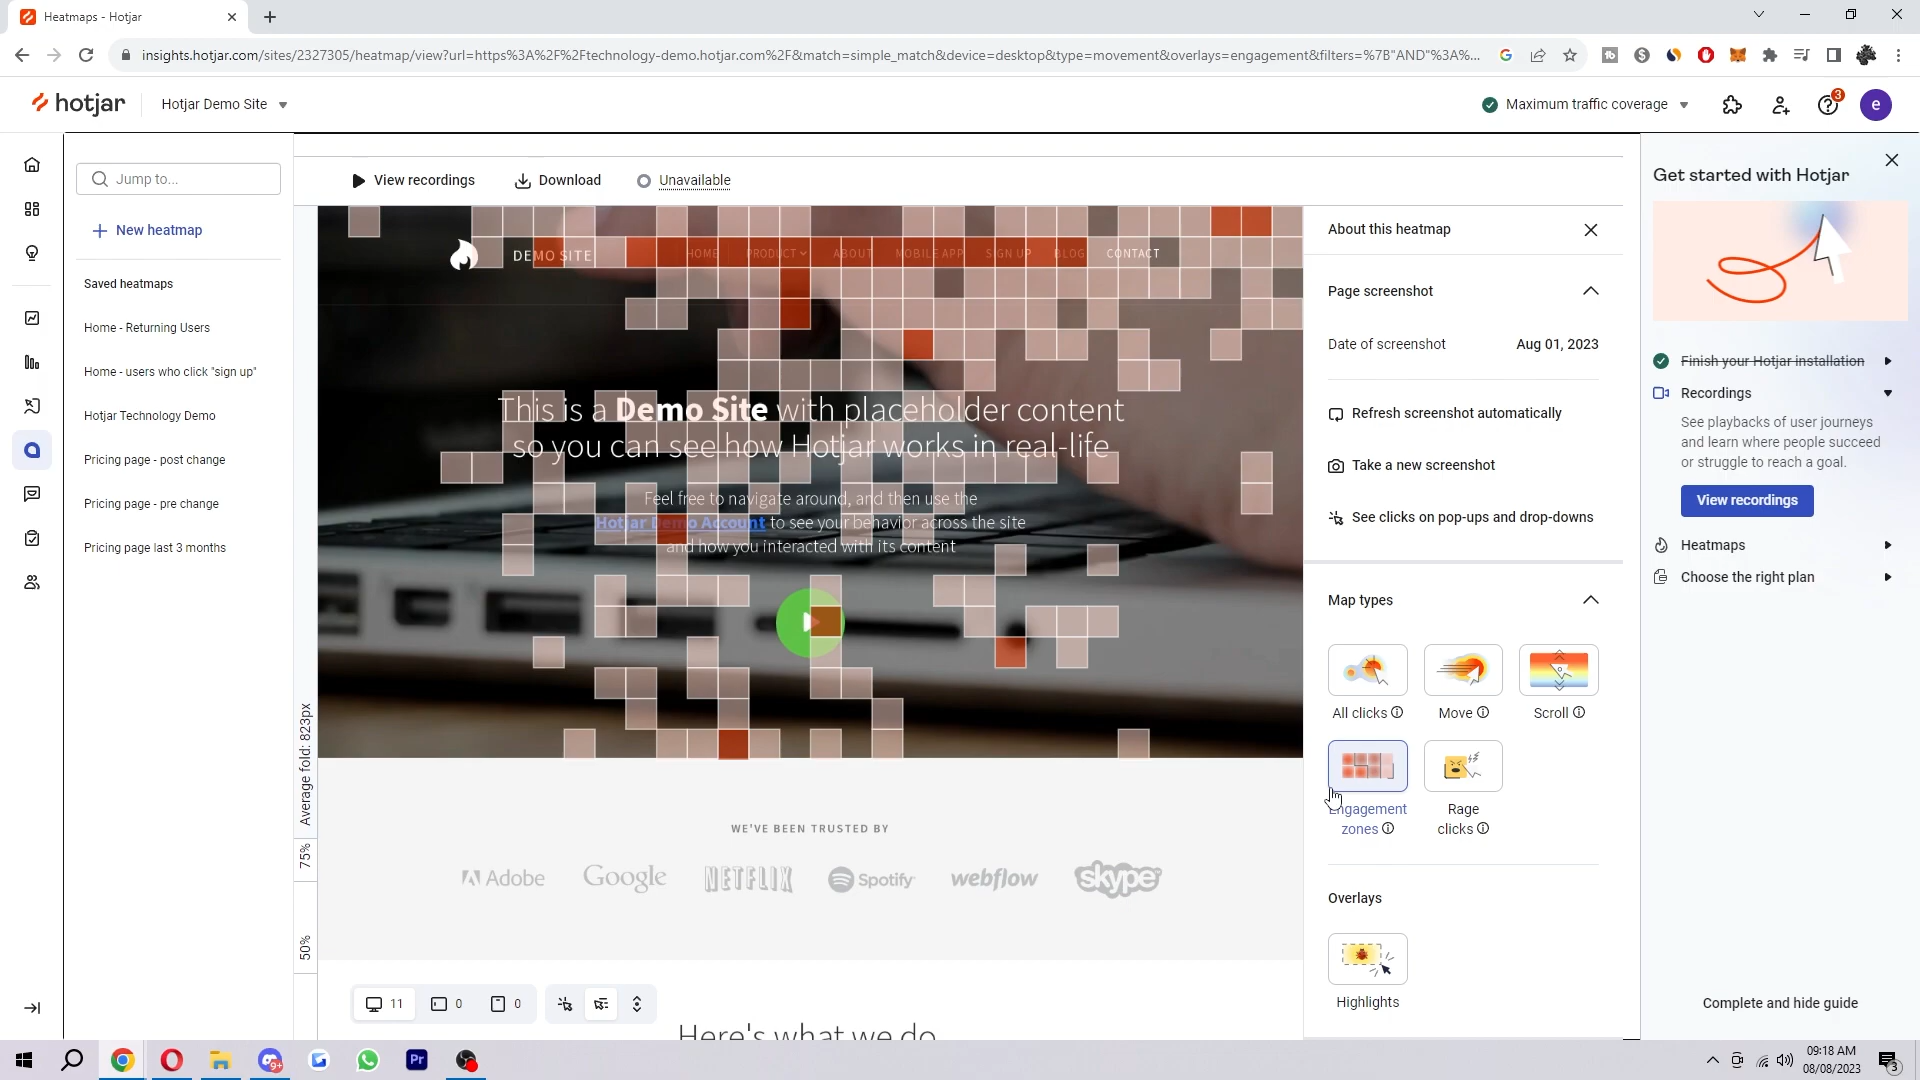 Heatmaps - Hotjar
insights.hotjar.com/sites/2327305/heatmap/view?url=https%3A%2F%2Ftechnology-demo.hotjar.com%2F&match=simple_match&device=desktop&type=movement&overlays=engagement&filters=%7B"AND"%3A%...
hotjar
Hotjar Demo Site
Maximum traffic coverage
3
e
Jump to...
New heatmap
Saved heatmaps
Home - Returning Users
Home - users who click "sign up"
Hotjar Technology Demo
Pricing page - post change
Pricing page - pre change
Pricing page last 3 months
View recordings
Download
Unavailable
DEMO SITE
HOME
PRODUCT
ABOUT
MOBILE APP
SIGN UP
BLOG
CONTACT
This is a Demo Site with placeholder content
so you can see how Hotjar works in real-life
Feel free to navigate around, and then use the
Hotjar Demo Account to see your behavior across the site
and how you interacted with its content
Average fold: 823px
75%
50%
WE'VE BEEN TRUSTED BY
Adobe
Google
NETFLIX
Spotify
webflow
skype
Here's what we do
11
0
0
About this heatmap
Page screenshot
Date of screenshot
Aug 01, 2023
Refresh screenshot automatically
Take a new screenshot
See clicks on pop-ups and drop-downs
Map types
All clicks
Move
Scroll
Engagement
zones
Rage
clicks
Overlays
Highlights
Get started with Hotjar
Finish your Hotjar installation
Recordings
See playbacks of user journeys
and learn where people succeed
or struggle to reach a goal.
View recordings
Heatmaps
Choose the right plan
Complete and hide guide
9+
Pr
09:18 AM
08/08/2023
3